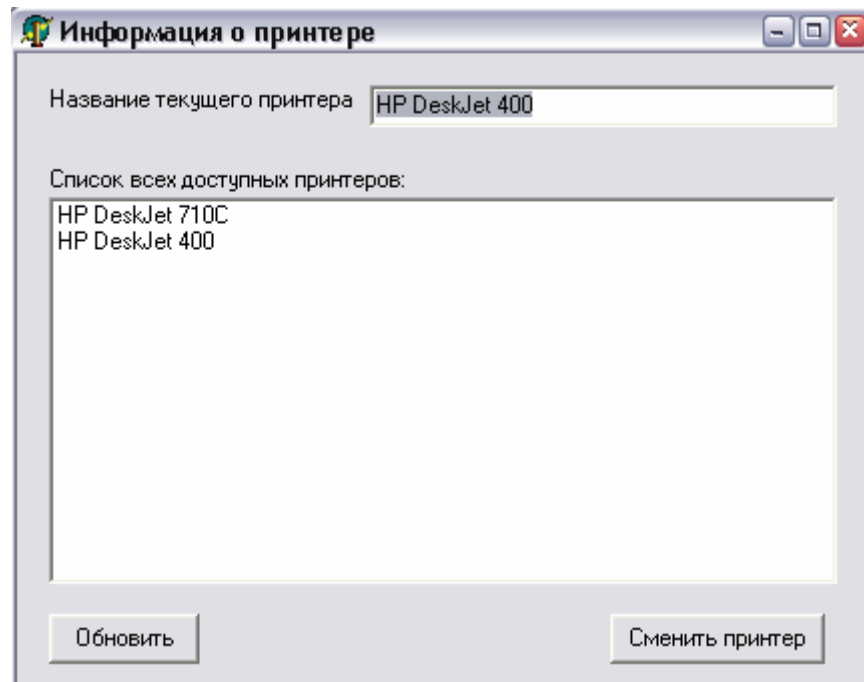 Информация о принтере
Название текущего принтера HP DeskJet 400
Список всех доступных принтеров:
HP DeskJet 710C
HP DeskJet 400
Обновить Сменить принтер